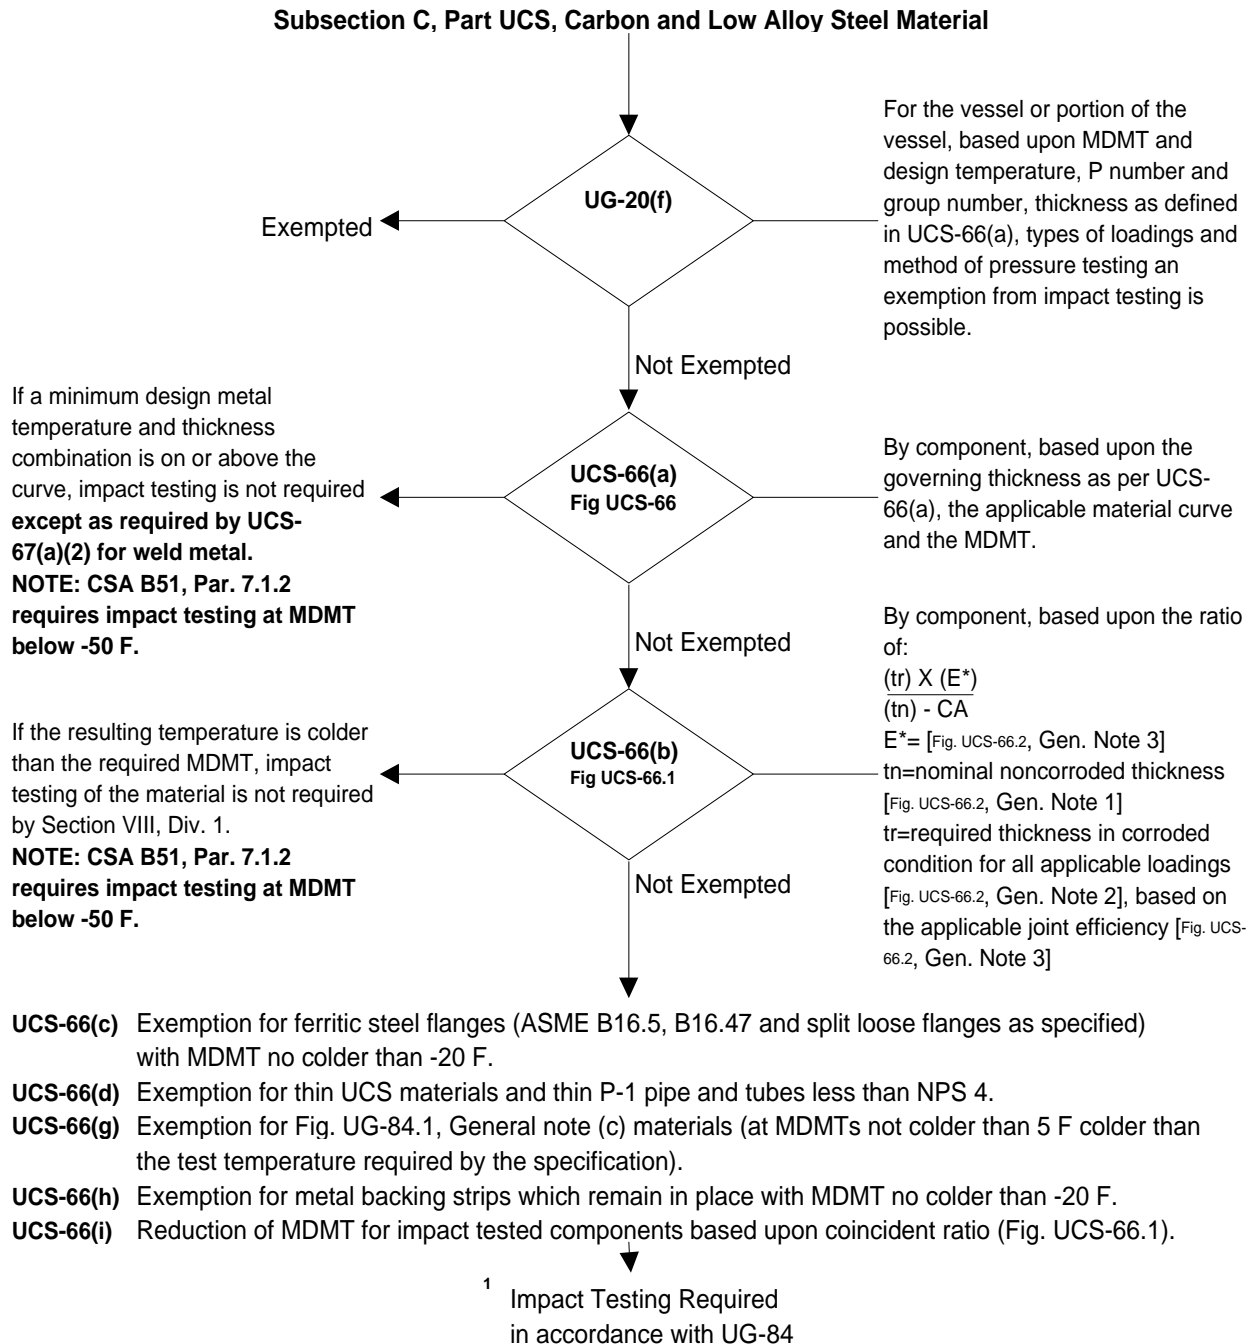 Subsection C, Part UCS, Carbon and Low Alloy Steel Material
For the vessel or portion of the
vessel, based upon MDMT and
design temperature, P number and
group number, thickness as defined
in UCS-66(a), types of loadings and
method of pressure testing an
exemption from impact testing is
possible.
UG-20(f)
Exempted
Not Exempted
If a minimum design metal
temperature and thickness
combination is on or above the
curve, impact testing is not required
except as required by UCS-
67(a)(2) for weld metal.
NOTE: CSA B51, Par. 7.1.2
requires impact testing at MDMT
below -50 F.
UCS-66(a)
Fig UCS-66
By component, based upon the
governing thickness as per UCS-
66(a), the applicable material curve
and the MDMT.
Not Exempted
By component, based upon the ratio
of:
(tr) X (E*)
(tn) - CA
E*= [Fig. UCS-66.2, Gen. Note 3]
tn=nominal noncorroded thickness
[Fig. UCS-66.2, Gen. Note 1]
tr=required thickness in corroded
condition for all applicable loadings
[Fig. UCS-66.2, Gen. Note 2], based on
the applicable joint efficiency [Fig. UCS-
66.2, Gen. Note 3]
If the resulting temperature is colder
than the required MDMT, impact
testing of the material is not required
by Section VIII, Div. 1.
NOTE: CSA B51, Par. 7.1.2
requires impact testing at MDMT
below -50 F.
UCS-66(b)
Fig UCS-66.1
Not Exempted
UCS-66(c) Exemption for ferritic steel flanges (ASME B16.5, B16.47 and split loose flanges as specified)
with MDMT no colder than -20 F.
UCS-66(d) Exemption for thin UCS materials and thin P-1 pipe and tubes less than NPS 4.
UCS-66(g) Exemption for Fig. UG-84.1, General note (c) materials (at MDMTs not colder than 5 F colder than
the test temperature required by the specification).
UCS-66(h) Exemption for metal backing strips which remain in place with MDMT no colder than -20 F.
UCS-66(i) Reduction of MDMT for impact tested components based upon coincident ratio (Fig. UCS-66.1).
1 Impact Testing Required
in accordance with UG-84